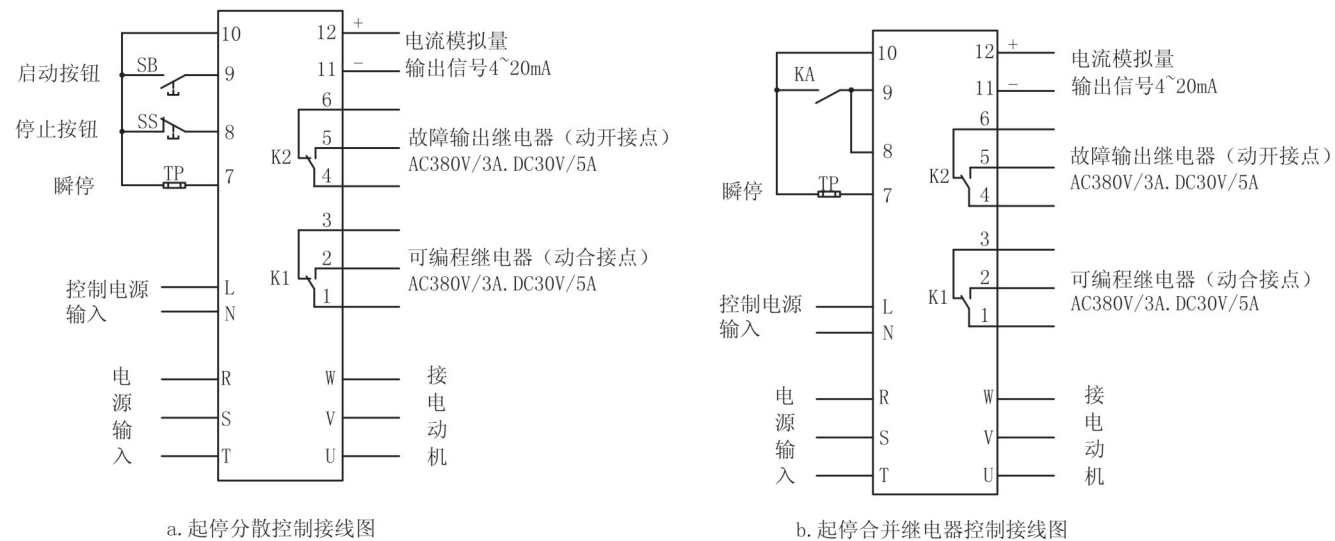 10
12
+
电流模拟量
启动按钮
SB
9
11
−
输出信号4~20mA
6
停止按钮
SS
8
5
故障输出继电器（动开接点）
K2
AC380V/3A.DC30V/5A
瞬停
TP
7
4
3
2
可编程继电器（动合接点）
K1
AC380V/3A.DC30V/5A
1
控制电源
输入
L
N
电源输入
R
S
T
W
V
U
接电动机
a.起停分散控制接线图
10
12
+
电流模拟量
KA
9
11
−
输出信号4~20mA
6
8
5
故障输出继电器（动开接点）
K2
AC380V/3A.DC30V/5A
瞬停
TP
7
4
3
2
可编程继电器（动合接点）
K1
AC380V/3A.DC30V/5A
1
控制电源
输入
L
N
电源输入
R
S
T
W
V
U
接电动机
b.起停合并继电器控制接线图